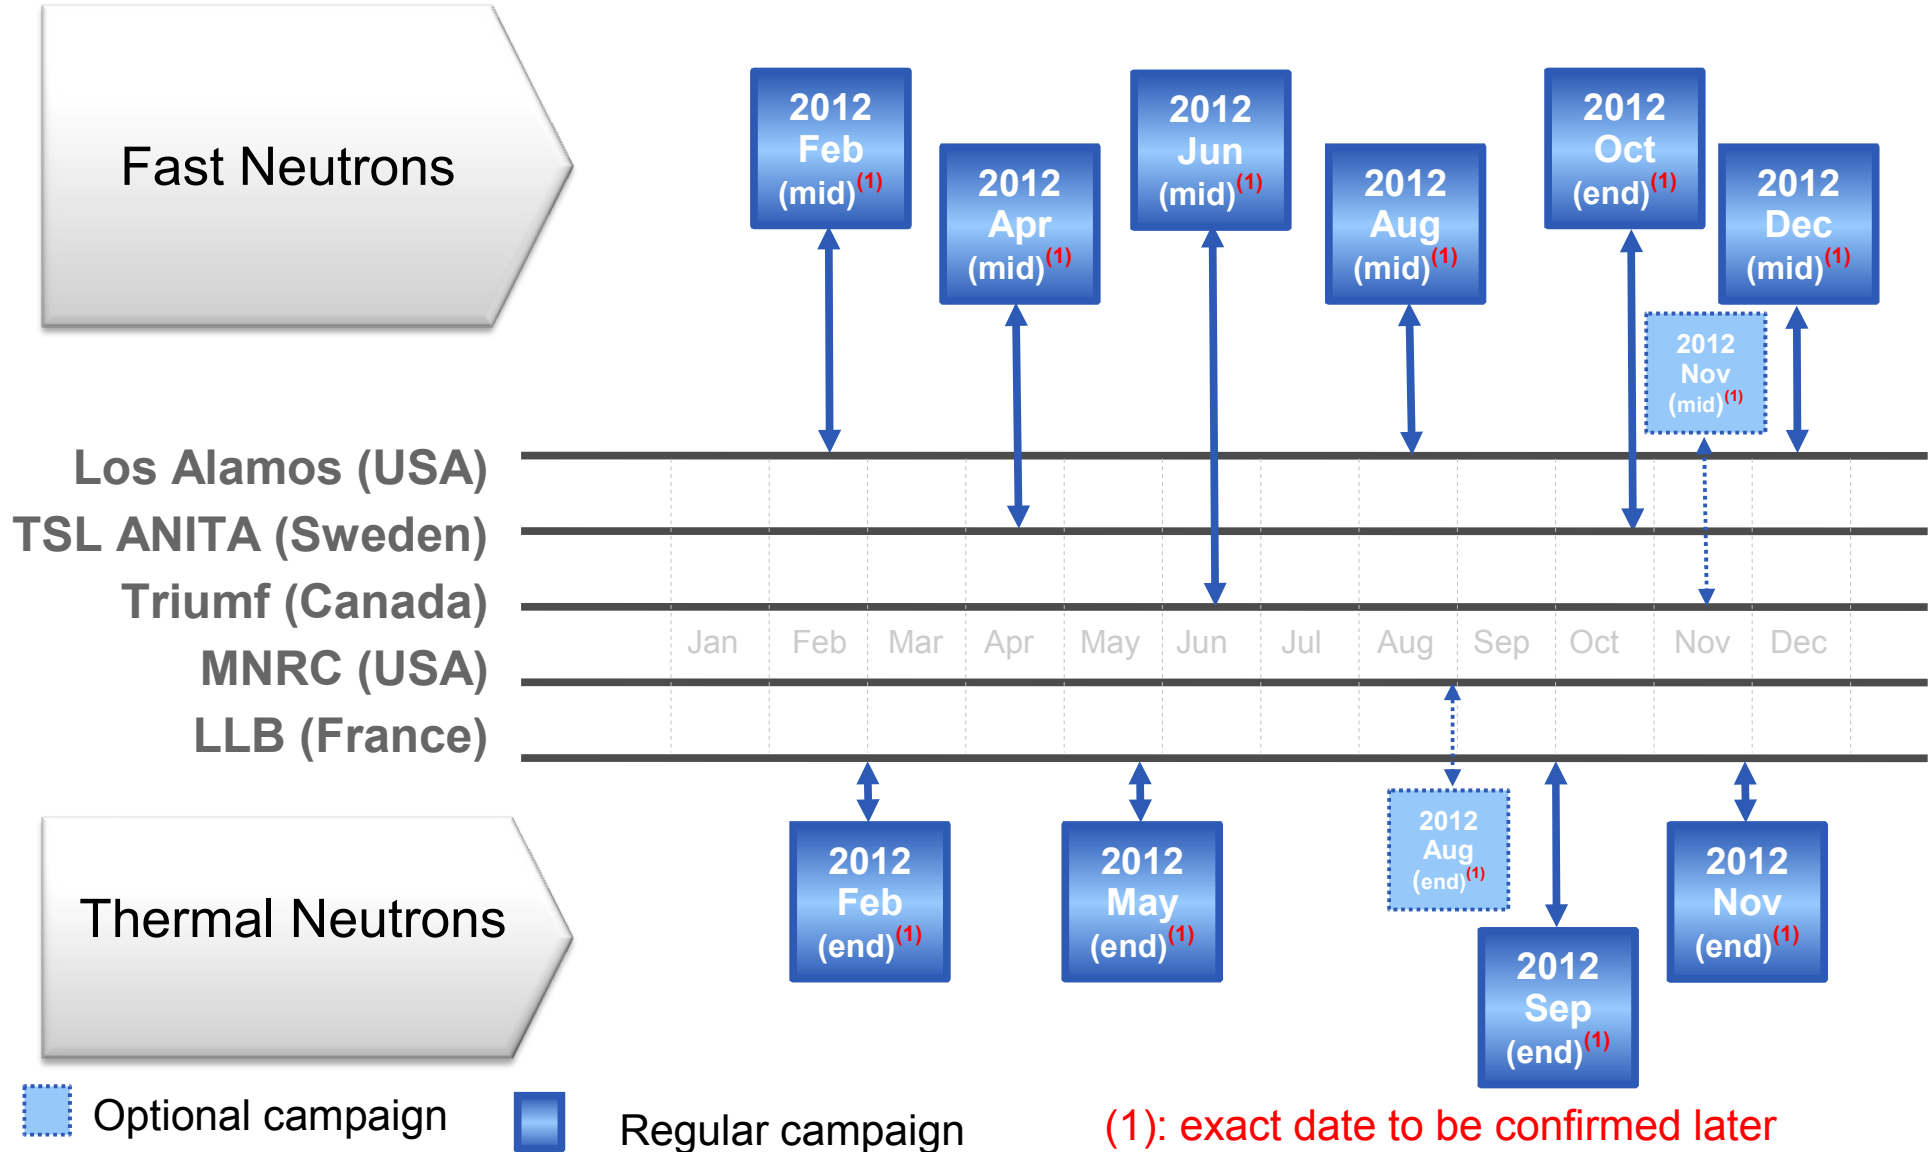 Fast Neutrons
2012
Feb
(mid)(1)
2012
Apr
(mid)(1)
2012
Jun
(mid)(1)
2012
Aug
(mid)(1)
2012
Oct
(end)(1)
2012
Dec
(mid)(1)
2012
Nov
(mid)(1)
Los Alamos (USA)
TSL ANITA (Sweden)
Triumf (Canada)
Jan Feb Mar Apr May Jun Jul Aug Sep Oct Nov Dec
MNRC (USA)
LLB (France)
Thermal Neutrons
2012
Feb
(end)(1)
2012
May
(end)(1)
2012
Aug
(end)(1)
2012
Sep
(end)(1)
2012
Nov
(end)(1)
Optional campaign
Regular campaign
(1): exact date to be confirmed later